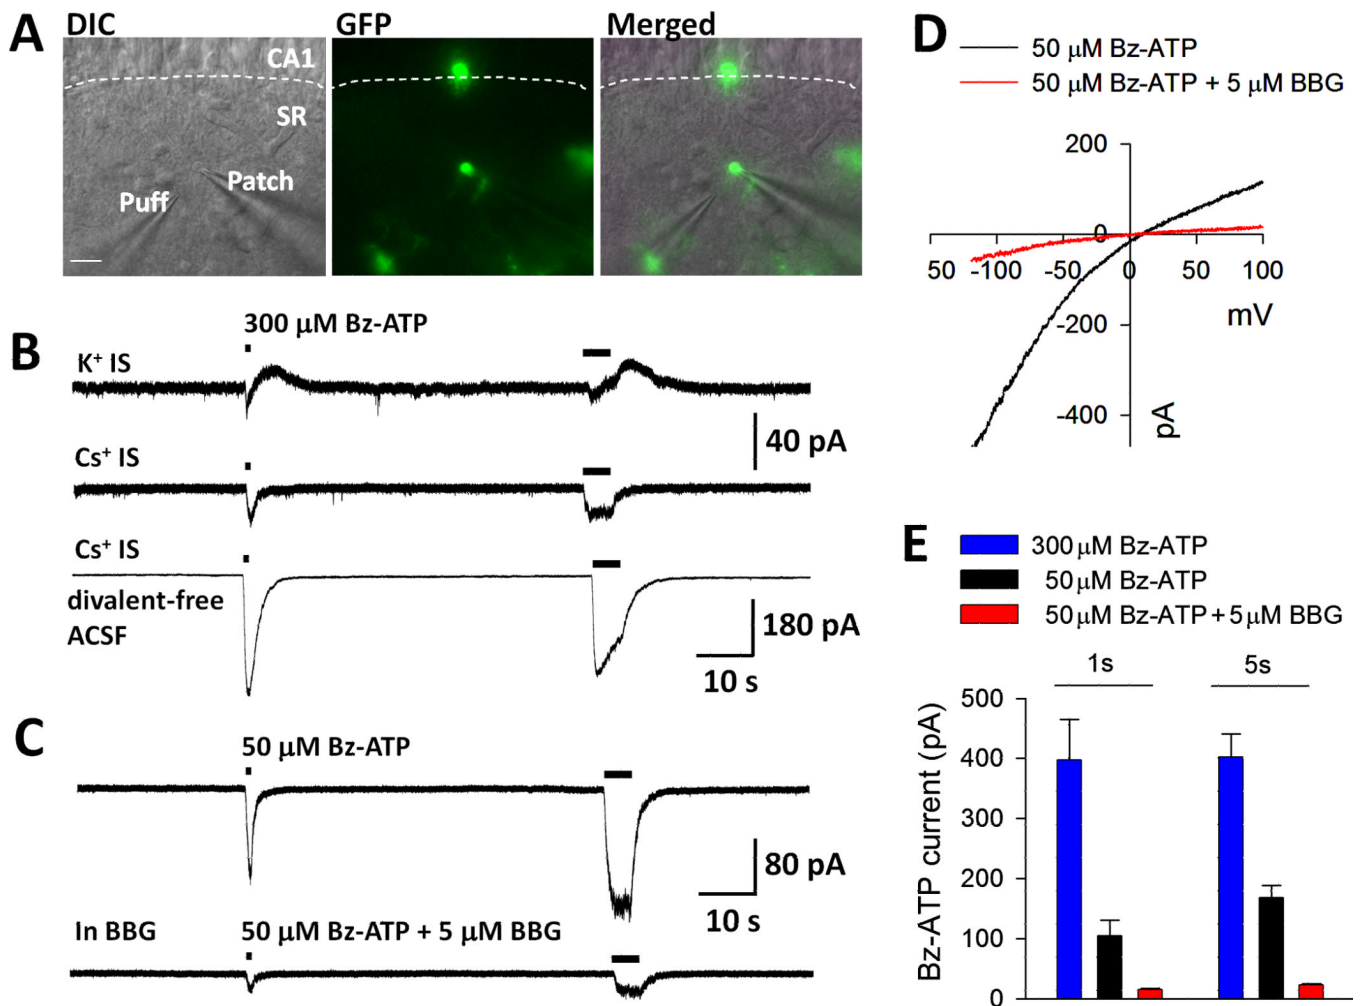 A
DIC
GFP
Merged
CA1
SR
Puff
Patch
B
300 µM Bz-ATP
K⁺ IS
40 pA
Cs⁺ IS
Cs⁺ IS
divalent-free
ACSF
180 pA
10 s
C
50 µM Bz-ATP
80 pA
10 s
In BBG
50 µM Bz-ATP + 5 µM BBG
D
50 µM Bz-ATP
50 µM Bz-ATP + 5 µM BBG
200
0
50 -100 -50 0 50 100
mV
-200
-400
pA
E
300 µM Bz-ATP
50 µM Bz-ATP
50 µM Bz-ATP + 5 µM BBG
1s
5s
Bz-ATP current (pA)
500
400
300
200
100
0